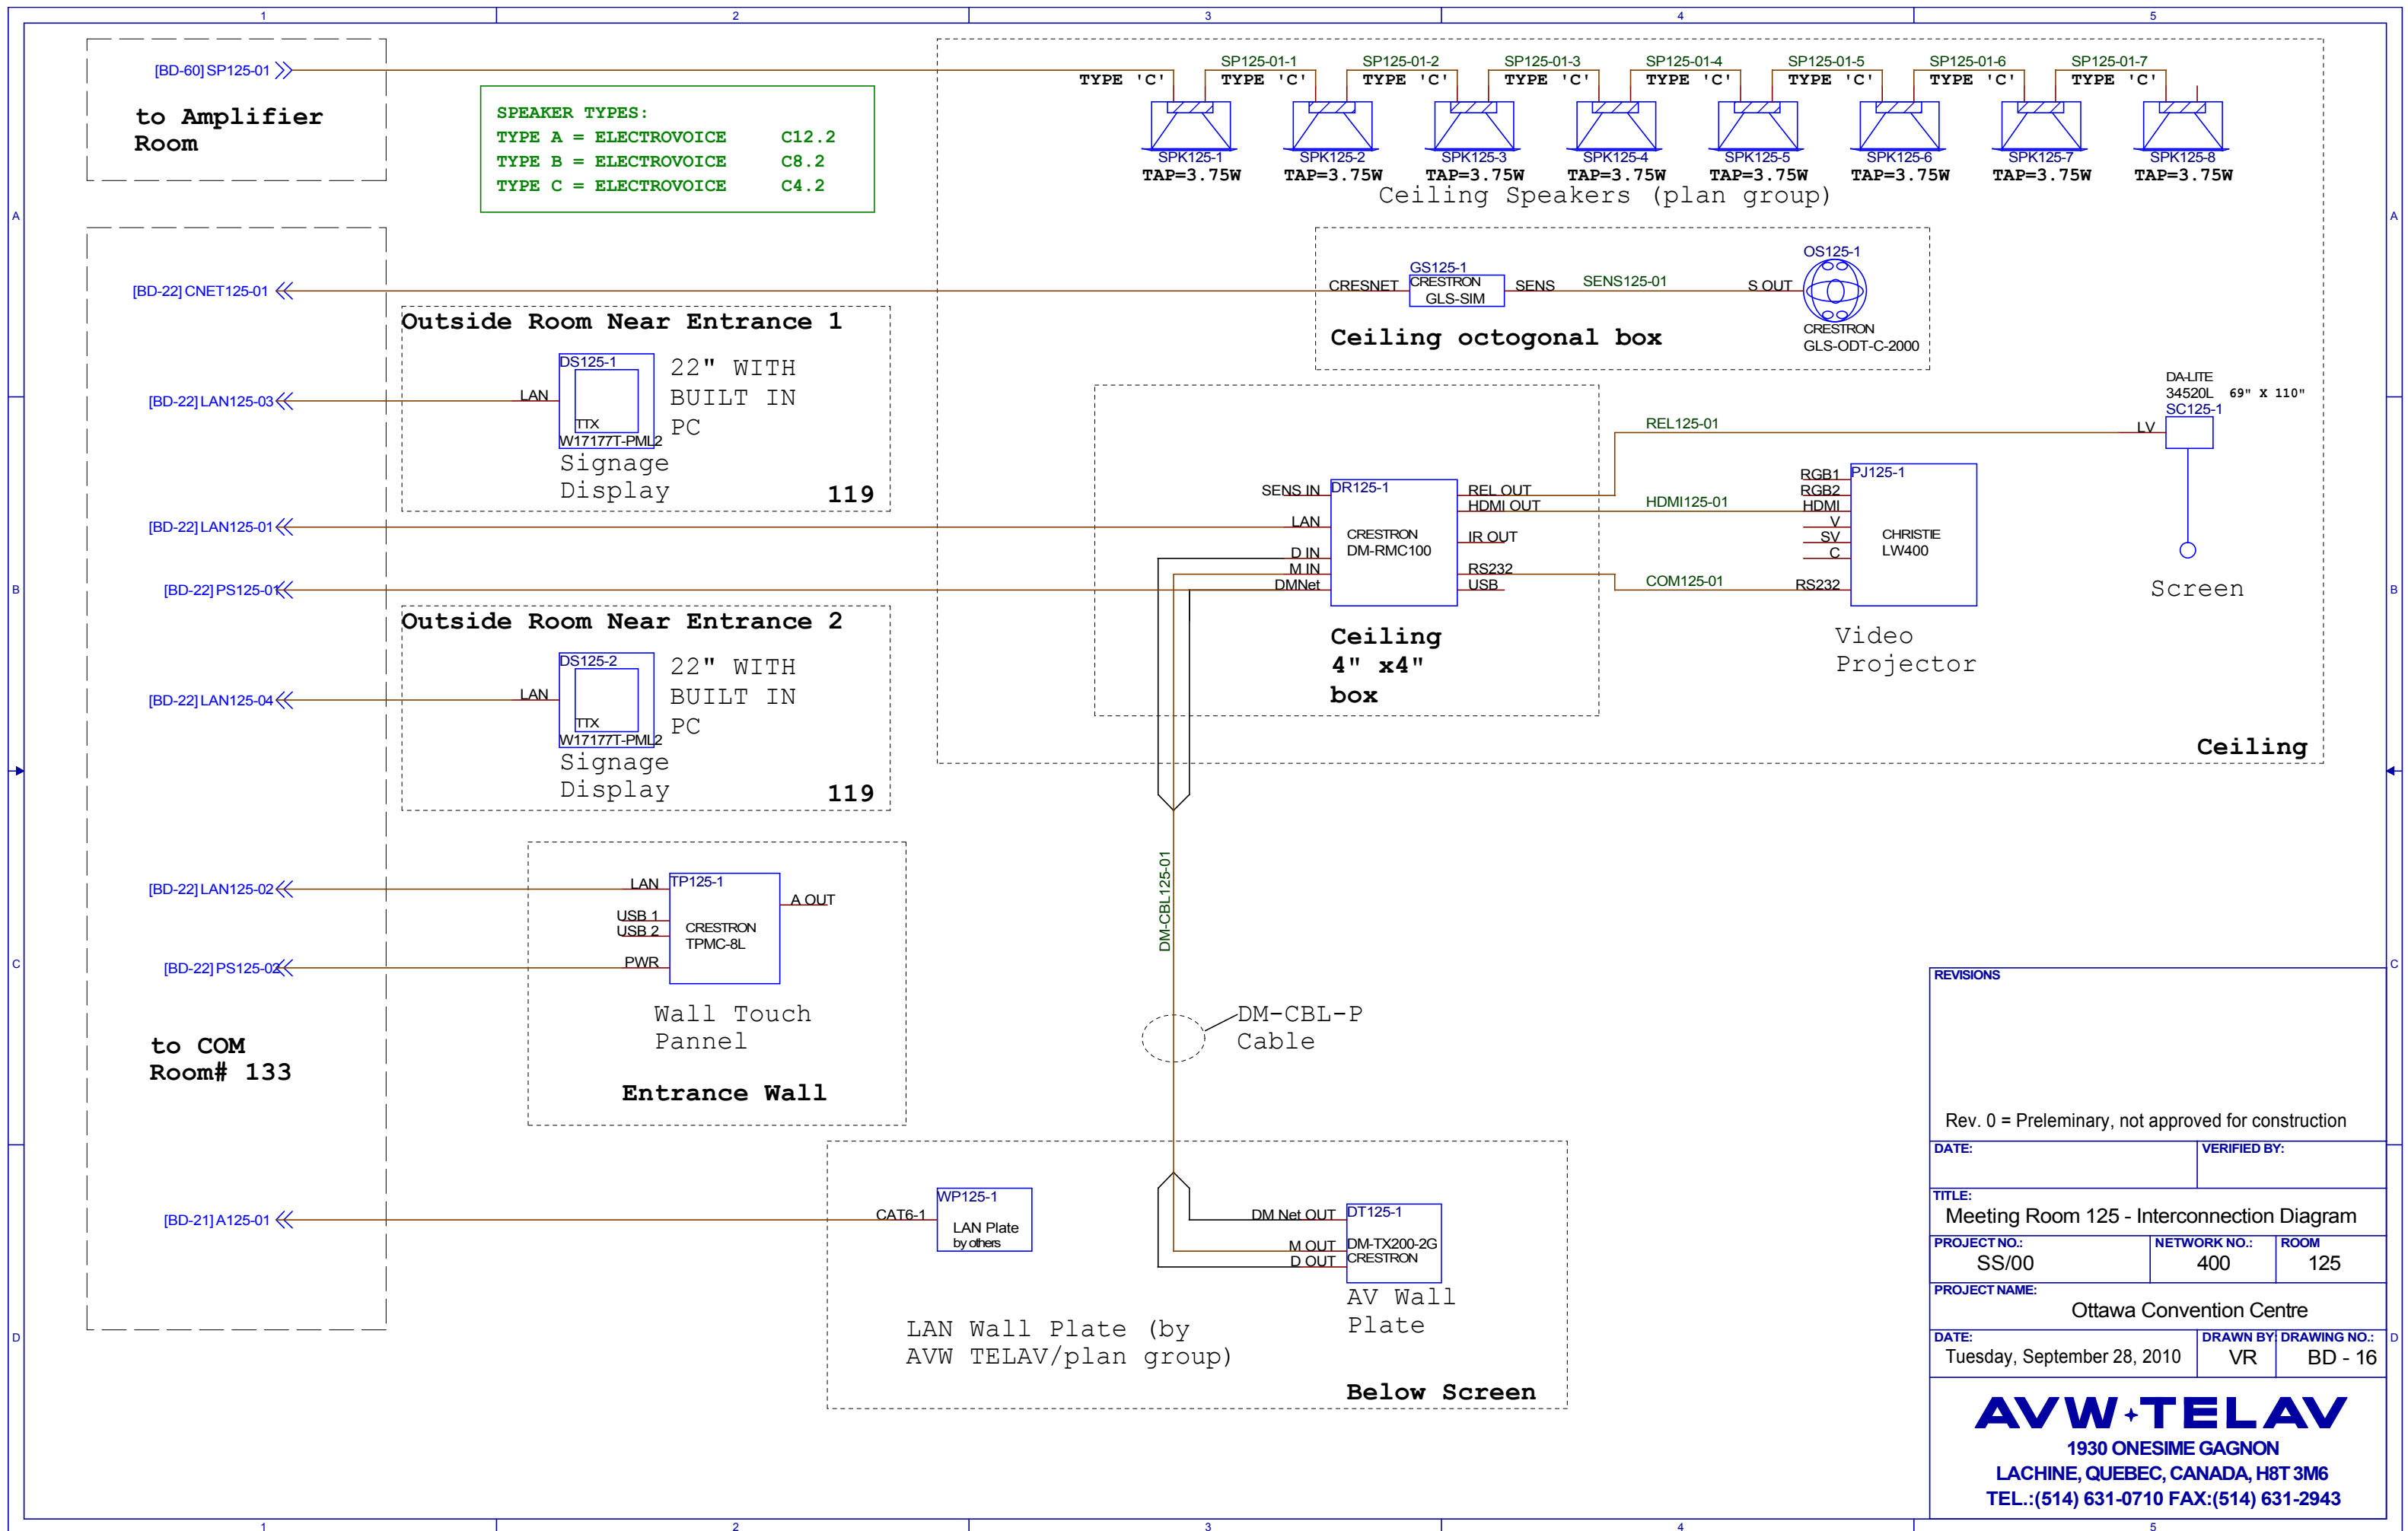 1 2 3 4 5
[BD-60] SP125-01
to Amplifier
Room
SPEAKER TYPES:
TYPE A = ELECTROVOICE C12.2
TYPE B = ELECTROVOICE C8.2
TYPE C = ELECTROVOICE C4.2
SP125-01-1 SP125-01-2 SP125-01-3 SP125-01-4 SP125-01-5 SP125-01-6 SP125-01-7
TYPE 'C' TYPE 'C' TYPE 'C' TYPE 'C' TYPE 'C' TYPE 'C' TYPE 'C' TYPE 'C'
SPK125-1 SPK125-2 SPK125-3 SPK125-4 SPK125-5 SPK125-6 SPK125-7 SPK125-8
TAP=3.75W TAP=3.75W TAP=3.75W TAP=3.75W TAP=3.75W TAP=3.75W TAP=3.75W TAP=3.75W
Ceiling Speakers (plan group)
A A
[BD-22] CNET125-01
CRESNET
GS125-1
CRESTRON
GLS-SIM
SENS
SENS125-01
S OUT
OS125-1
CRESTRON
GLS-ODT-C-2000
Ceiling octogonal box
Outside Room Near Entrance 1
[BD-22] LAN125-03
LAN
DS125-1
TTX
W17177T-PML2
22" WITH
BUILT IN
PC
Signage
Display
119
DA-LITE
34520L 69" X 110"
SC125-1
LV
REL125-01
Screen
[BD-22] LAN125-01
[BD-22] PS125-01
SENS IN
LAN
D IN
M IN
DMNet
DR125-1
CRESTRON
DM-RMC100
REL OUT
HDMI OUT
IR OUT
RS232
USB
HDMI125-01
COM125-01
RGB1
RGB2
HDMI
V
SV
C
RS232
PJ125-1
CHRISTIE
LW400
Video
Projector
Ceiling
4" x4"
box
Ceiling
B B
Outside Room Near Entrance 2
[BD-22] LAN125-04
LAN
DS125-2
TTX
W17177T-PML2
22" WITH
BUILT IN
PC
Signage
Display
119
[BD-22] LAN125-02
[BD-22] PS125-02
LAN
USB 1
USB 2
PWR
TP125-1
CRESTRON
TPMC-8L
A OUT
Wall Touch
Pannel
Entrance Wall
DM-CBL125-01
DM-CBL-P
Cable
C C
to COM
Room# 133
[BD-21] A125-01
CAT6-1
WP125-1
LAN Plate
by others
LAN Wall Plate (by
AVW TELAV/plan group)
DM Net OUT
M OUT
D OUT
DT125-1
DM-TX200-2G
CRESTRON
AV Wall
Plate
Below Screen
REVISIONS
Rev. 0 = Preleminary, not approved for construction
DATE: VERIFIED BY:
TITLE:
Meeting Room 125 - Interconnection Diagram
PROJECT NO.: NETWORK NO.: ROOM
SS/00 400 125
PROJECT NAME:
Ottawa Convention Centre
DATE: DRAWN BY: DRAWING NO.:
Tuesday, September 28, 2010 VR BD - 16
D D
AVW TELAV
1930 ONESIME GAGNON
LACHINE, QUEBEC, CANADA, H8T 3M6
TEL.:(514) 631-0710 FAX:(514) 631-2943
1 2 3 4 5